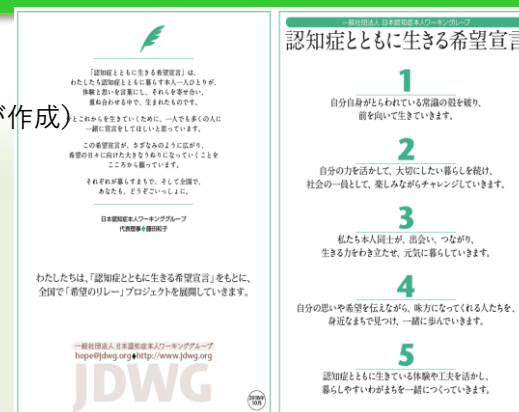 が作成）
「認知症とともに生きる希望宣言」は、
わたしたち認知症とともに暮らす本人一人ひとりが、
体験と思いを言葉にし、それらを寄せ合い、
重ね合わせる中で、生まれたものです。
とこれからを生きていくために、一人でも多くの人に
一緒に宣言をしてほしいと思っています。
この希望宣言が、さざなみのように広がり、
希望の日々に向けた大きなうねりになっていくことを
こころから願っています。
それぞれが暮らすまちで、そして全国で、
あなたも、どうぞごいっしょに。
日本認知症本人ワーキンググループ
代表理事◆藤田和子
わたしたちは、「認知症とともに生きる希望宣言」をもとに、
全国で「希望のリレー」プロジェクトを展開していきます。
一般社団法人 日本認知症本人ワーキンググループ
hope@jdwg.org◆http://www.jdwg.org
JDWG
2018年
10月
一般社団法人 日本認知症本人ワーキンググループ
認知症とともに生きる希望宣言
1
自分自身がとらわれている常識の殻を破り、
前を向いて生きていきます。
2
自分の力を活かして、大切にしたい暮らしを続け、
社会の一員として、楽しみながらチャレンジしていきます。
3
私たち本人同士が、出会い、つながり、
生きる力をわき立たせ、元気に暮らしていきます。
4
自分の思いや希望を伝えながら、味方になってくれる人たちを、
身近なまちで見つけ、一緒に歩んでいきます。
5
認知症とともに生きている体験や工夫を活かし、
暮らしやすいわがまちを一緒につくっていきます。